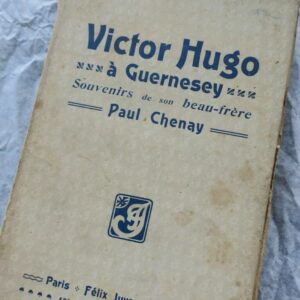 Victor Hugo
à Guernesey
Souvenirs de son beau-frère
Paul Chenay
Paris Félix